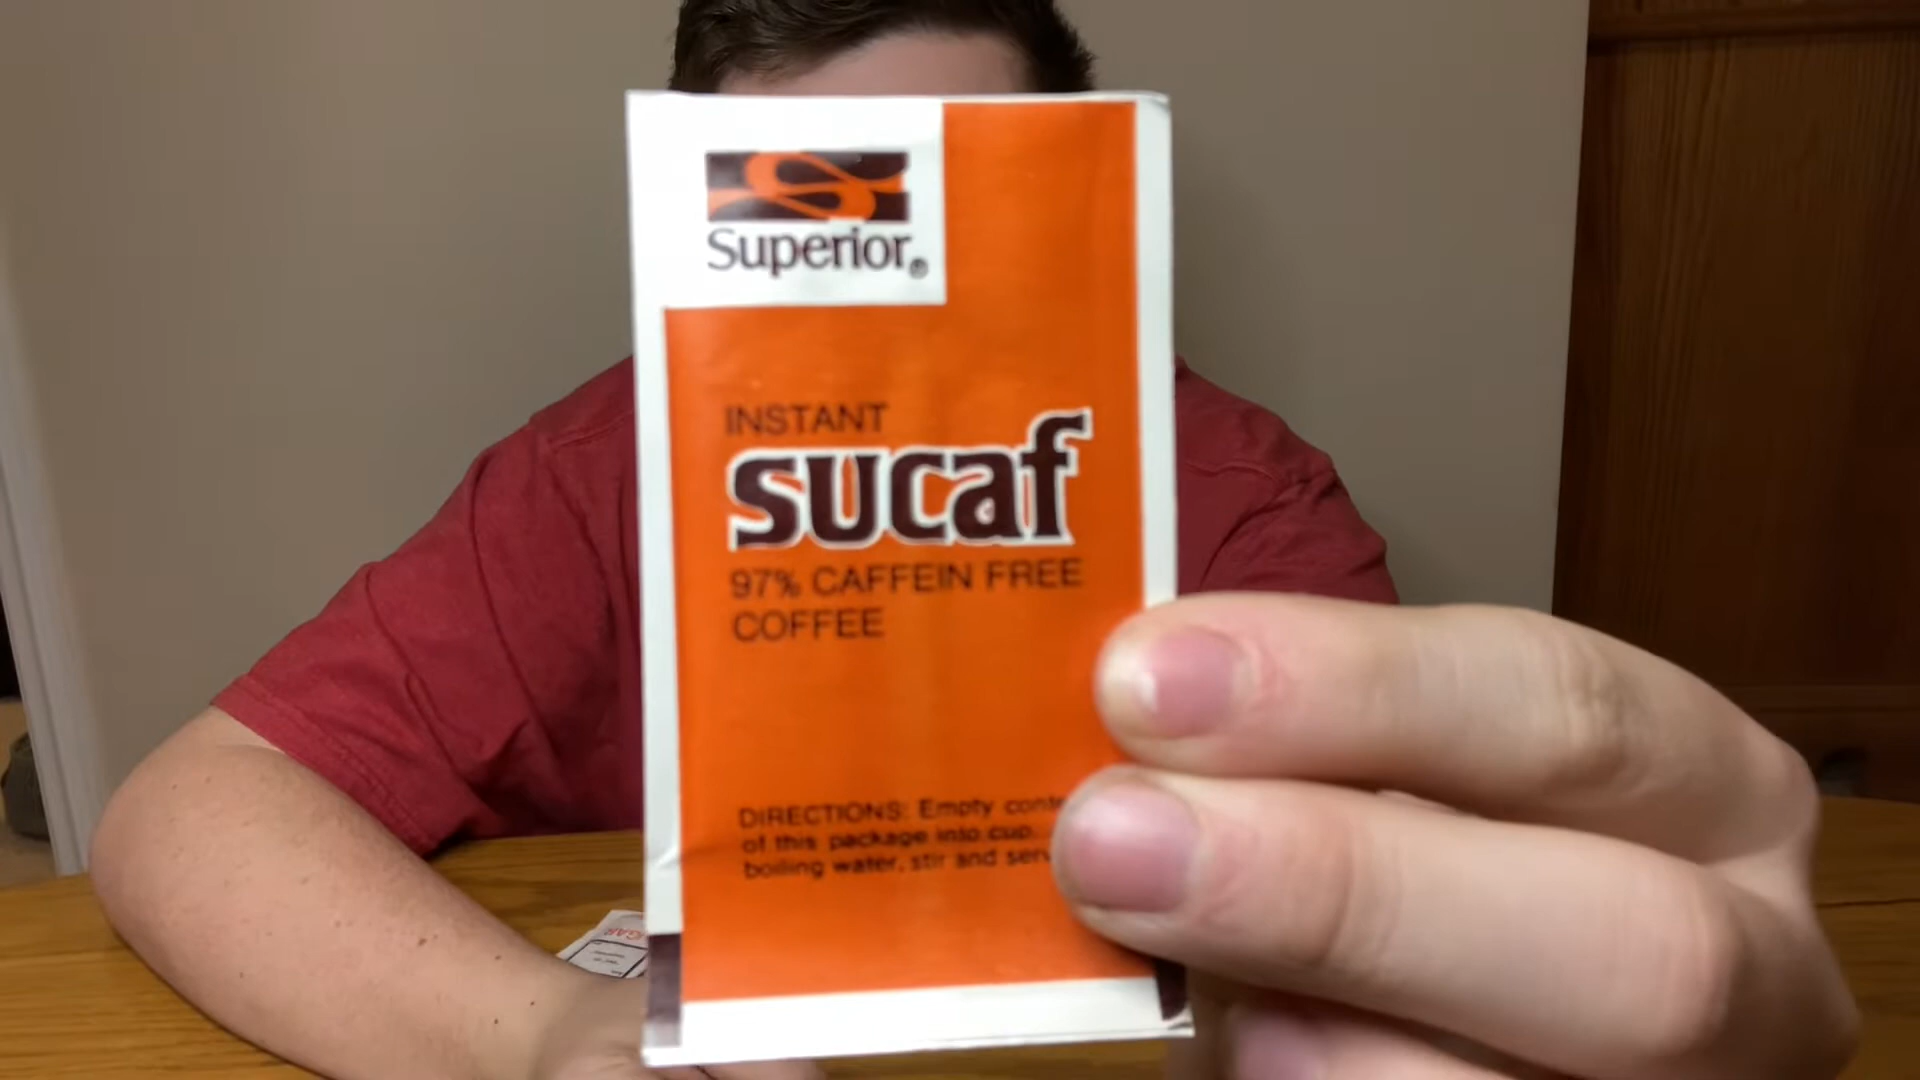 Superior®
INSTANT
sucaf
97% CAFFEIN FREE
COFFEE
DIRECTIONS: Empty
of this package into cup.
boiling water, stir and